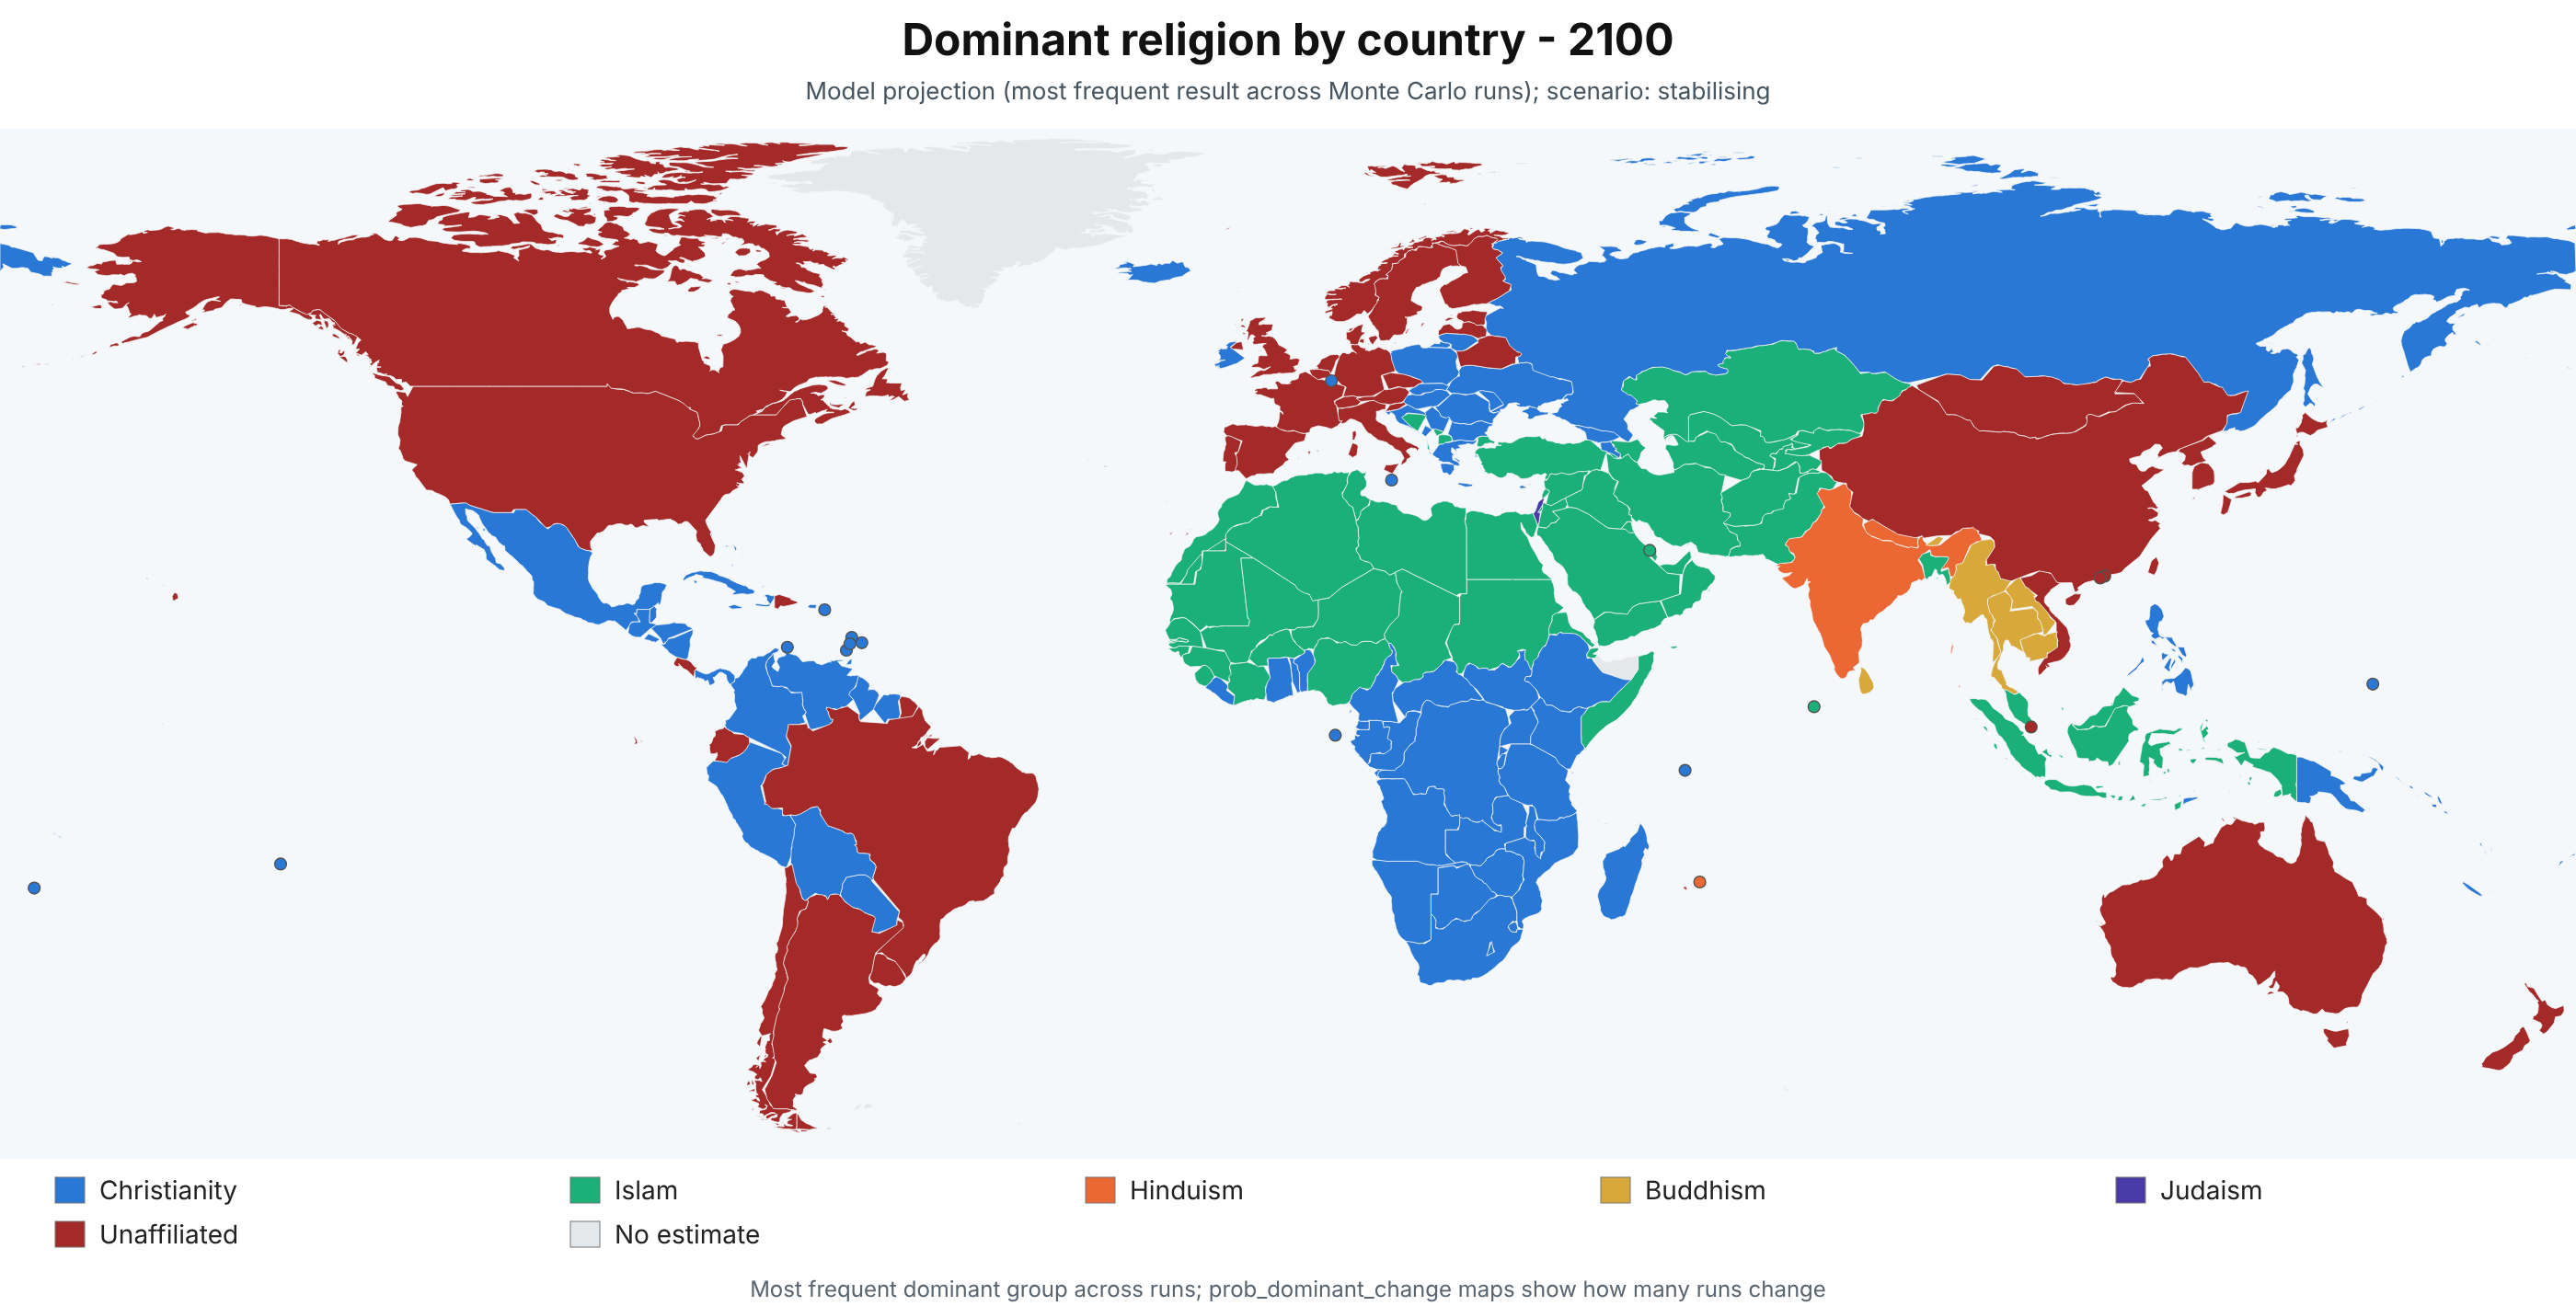 Dominant religion by country - 2100
Model projection (most frequent result across Monte Carlo runs); scenario: stabilising
Christianity
Islam
Hinduism
Buddhism
Judaism
Unaffiliated
No estimate
Most frequent dominant group across runs; prob_dominant_change maps show how many runs change